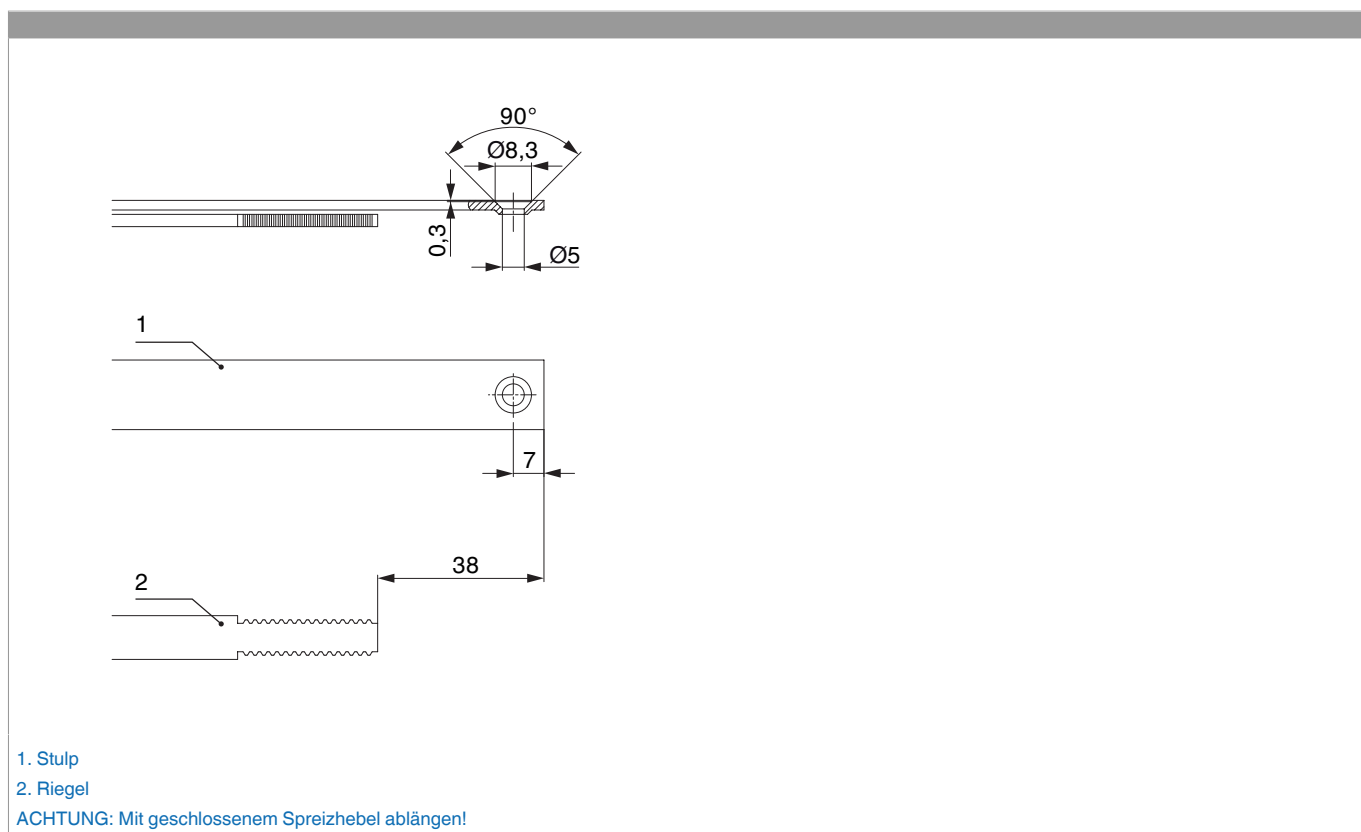 90°
Ø8,3
0,3
Ø5
1
7
38
2
1. Stulp
2. Riegel
ACHTUNG: Mit geschlossenem Spreizhebel ablängen!